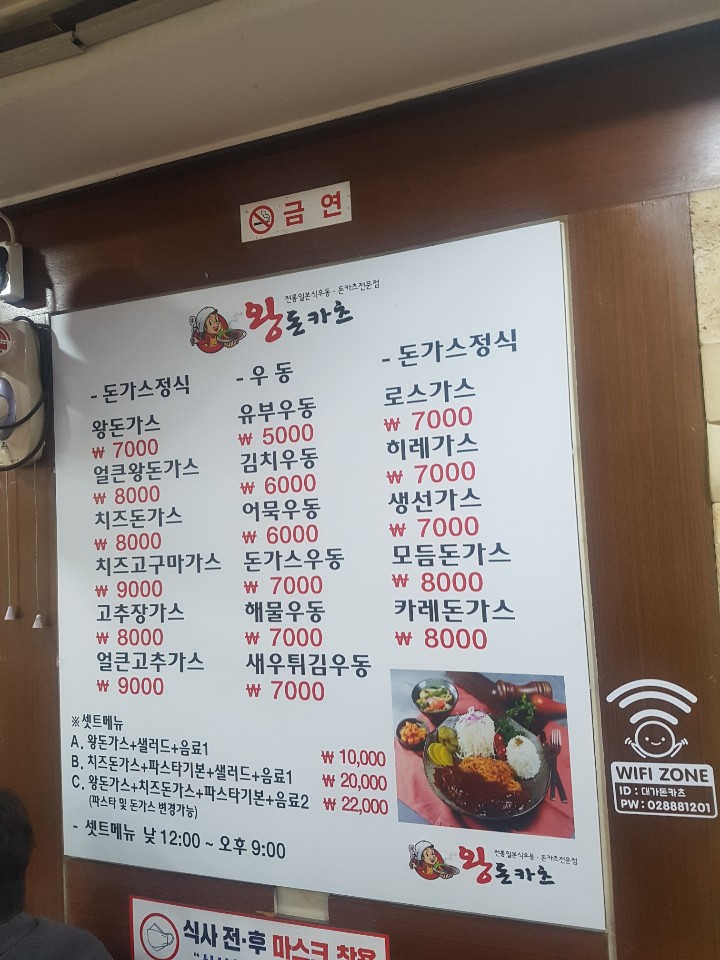 금 연
전통일본식우동 · 돈카츠전문점
왕돈카츠
- 돈가스정식
왕돈가스
₩ 7000
얼큰왕돈가스
₩ 8000
치즈돈가스
₩ 8000
치즈고구마가스
₩ 9000
고추장가스
₩ 8000
얼큰고추가스
₩ 9000
- 우 동
유부우동
₩ 5000
김치우동
₩ 6000
어묵우동
₩ 6000
돈가스우동
₩ 7000
해물우동
₩ 7000
새우튀김우동
₩ 7000
- 돈가스정식
로스가스
₩ 7000
히레가스
₩ 7000
생선가스
₩ 7000
모듬돈가스
₩ 8000
카레돈가스
₩ 8000
※셋트메뉴
A. 왕돈가스+샐러드+음료1 ₩ 10,000
B. 치즈돈가스+파스타기본+샐러드+음료1 ₩ 20,000
C. 왕돈가스+치즈돈가스+파스타기본+음료2 ₩ 22,000
(파스타 및 돈가스 변경가능)
- 셋트메뉴 낮 12:00 ~ 오후 9:00
전통일본식우동 · 돈카츠전문점
왕돈카츠
WIFI ZONE
ID : 대가돈카츠
PW : 028881201
식사 전·후 마스크 착용